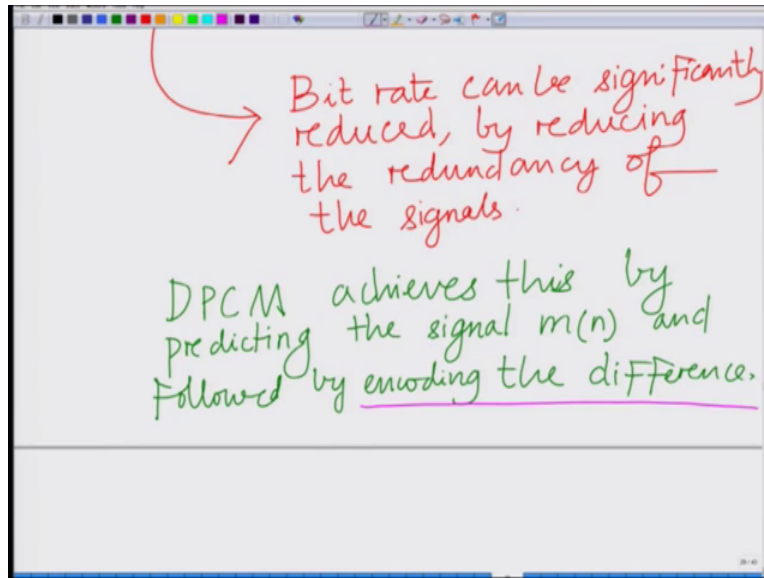 Bit rate can be significantly
reduced, by reducing
the redundancy of
the signals.
DPCM achieves this by
predicting the signal m(n) and
Followed by encoding the difference.